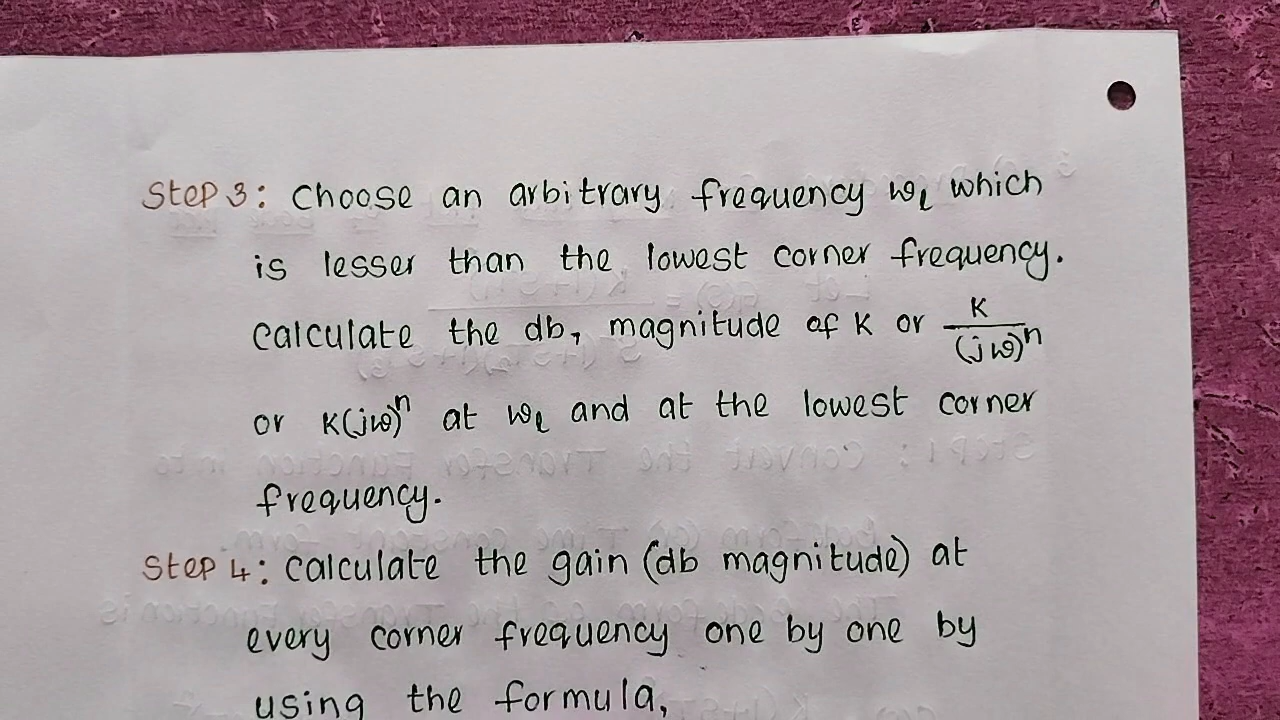 Step 3: Choose an arbitrary frequency ωl which
is lesser than the lowest corner frequency.
Calculate the db, magnitude of K or K/(jω)^n
or K(jω)^n at ωl and at the lowest corner
frequency.
Step 4: Calculate the gain (db magnitude) at
every corner frequency one by one by
using the formula,